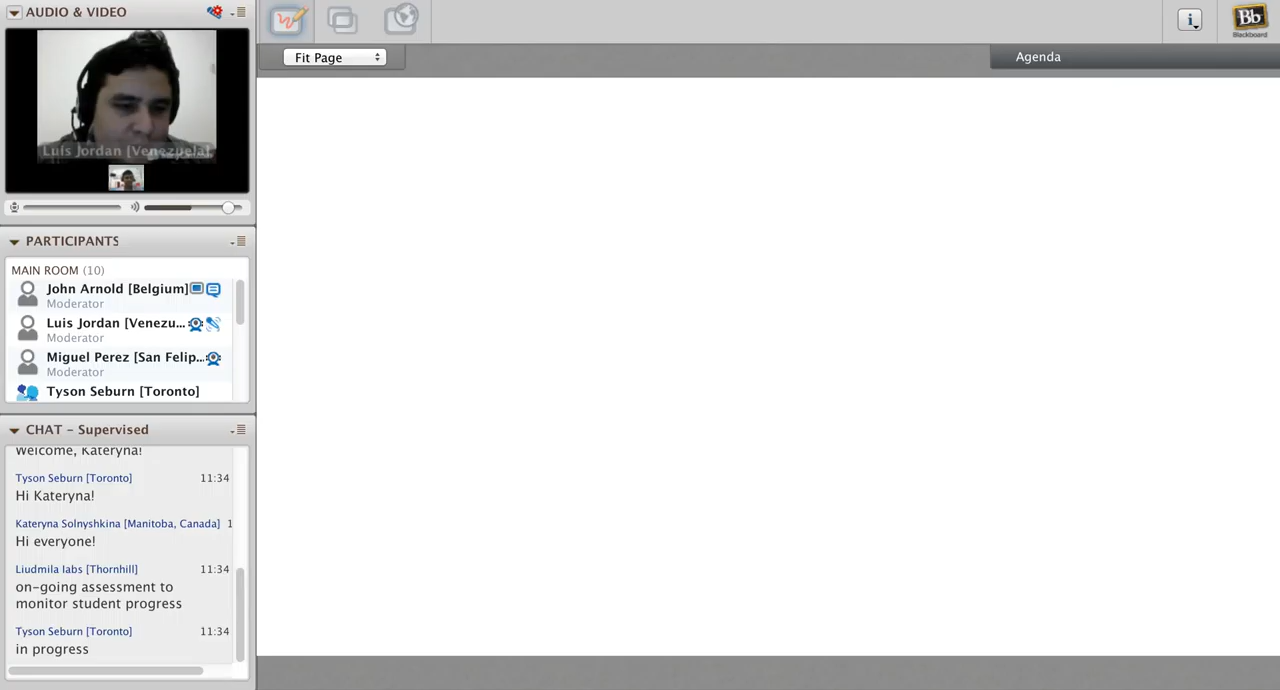 AUDIO & VIDEO
Luis Jordan [Venezuela]
PARTICIPANTS
MAIN ROOM (10)
John Arnold [Belgium]
Moderator
Luis Jordan [Venezu...
Moderator
Miguel Perez [San Felip...
Moderator
Tyson Seburn [Toronto]
CHAT – Supervised
Welcome, Kateryna!
Tyson Seburn [Toronto] 11:34
Hi Kateryna!
Kateryna Solnyshkina [Manitoba, Canada] 1
Hi everyone!
Liudmila Iabs [Thornhill] 11:34
on-going assessment to
monitor student progress
Tyson Seburn [Toronto] 11:34
in progress
Fit Page
Agenda
i
Bb
Blackboard